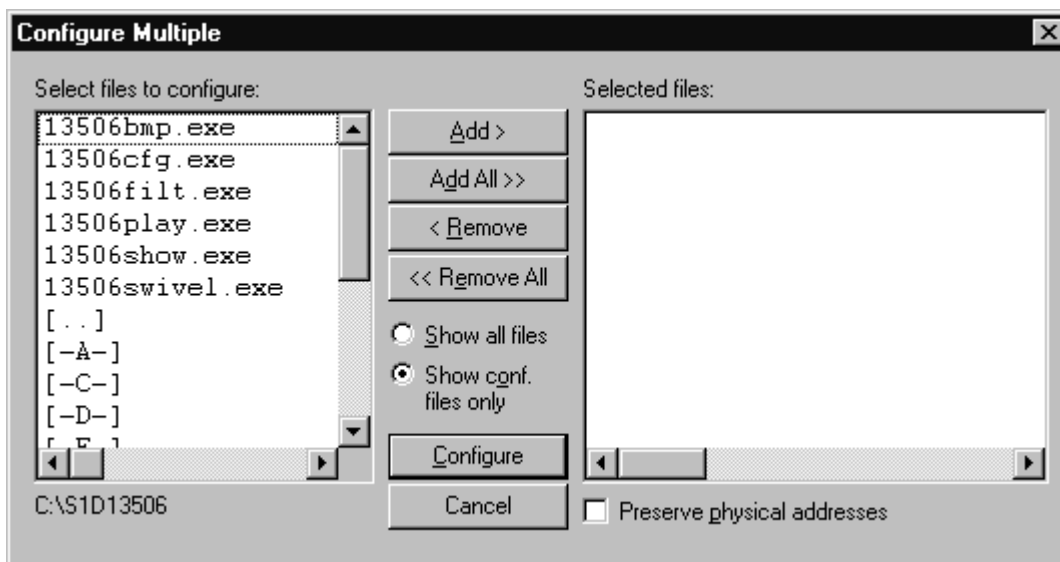 Configure Multiple
Select files to configure:
13506bmp.exe
13506cfg.exe
13506filt.exe
13506play.exe
13506show.exe
13506swivel.exe
[..]
[-A-]
[-C-]
[-D-]
C:\S1D13506
Add >
Add All >>
< Remove
<< Remove All
Show all files
Show conf.
files only
Configure
Cancel
Selected files:
Preserve physical addresses